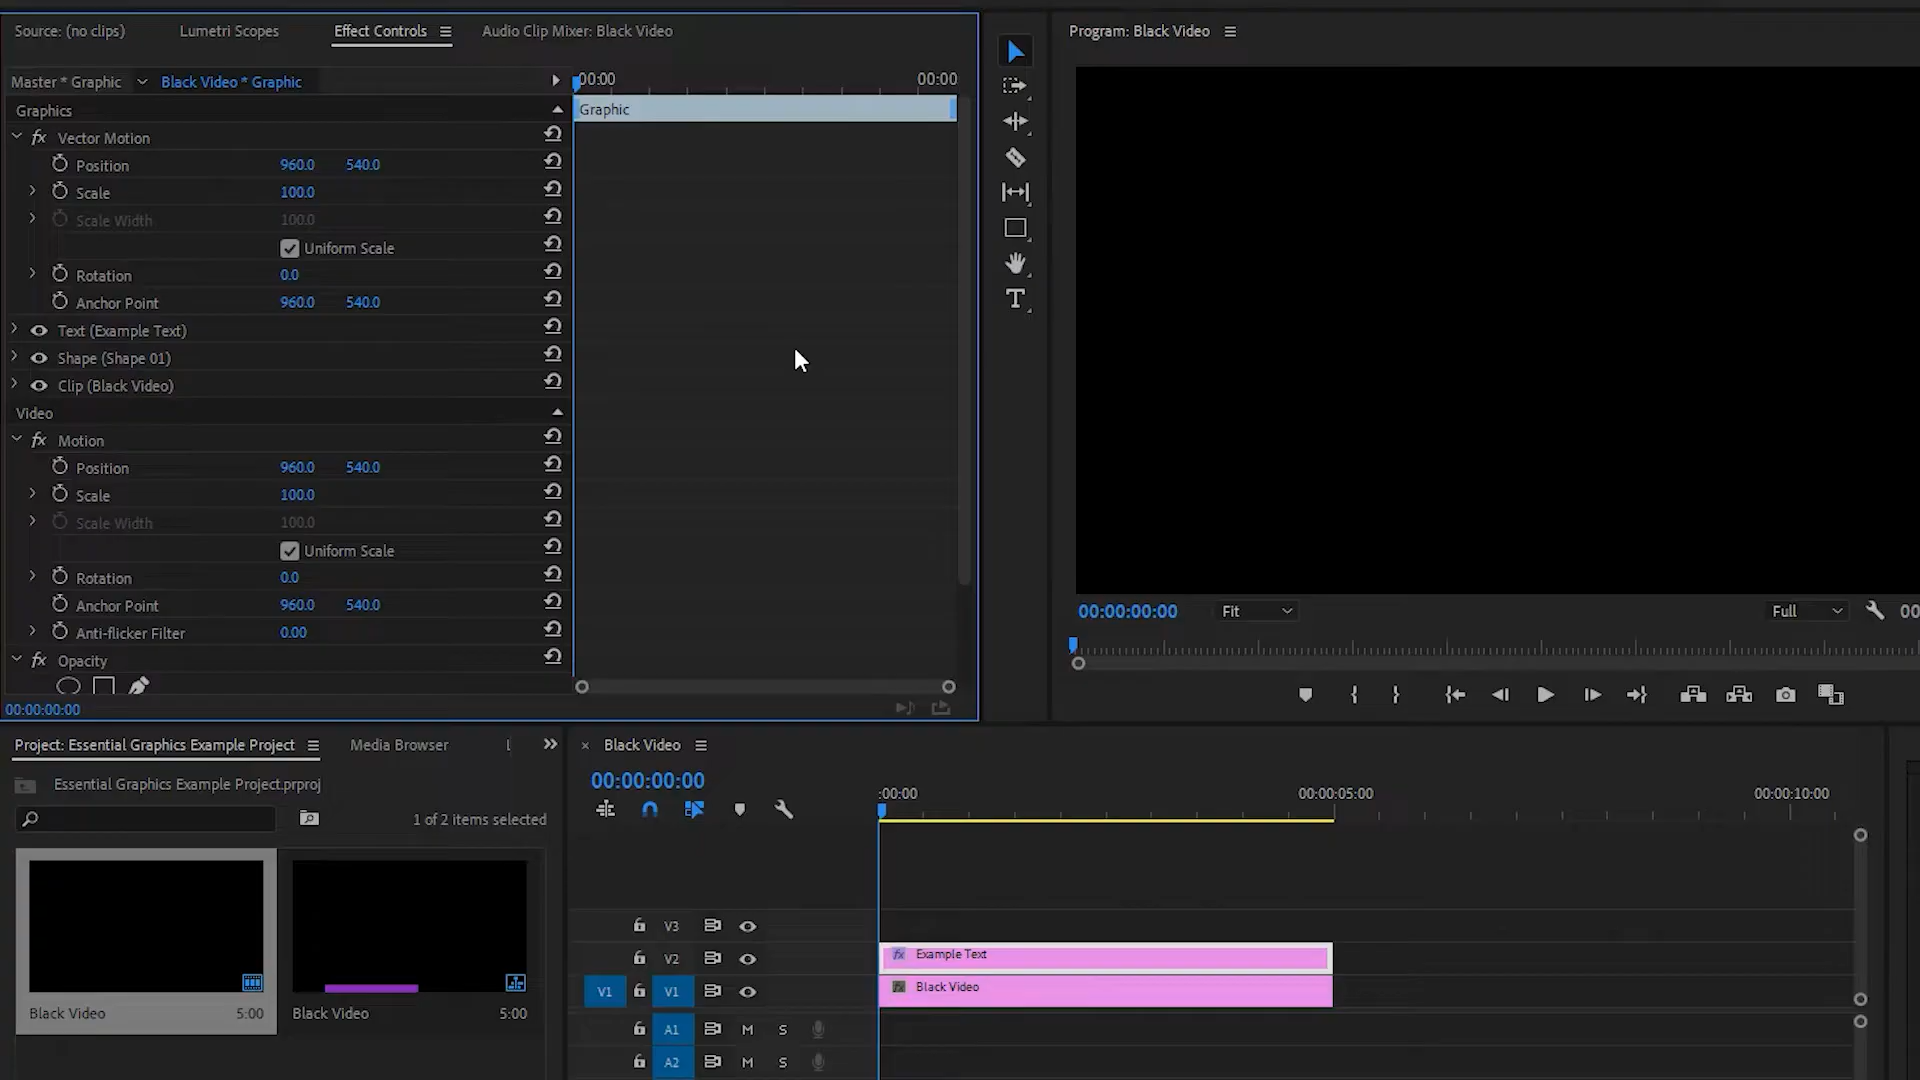 Source: (no clips) Lumetri Scopes Effect Controls Audio Clip Mixer: Black Video
Master * Graphic Black Video * Graphic
:00:00 00:00
Graphics
Graphic
fx Vector Motion
Position 960.0 540.0
Scale 100.0
Scale Width 100.0
Uniform Scale
Rotation 0.0
Anchor Point 960.0 540.0
Text (Example Text)
Shape (Shape 01)
Clip (Black Video)
Video
fx Motion
Position 960.0 540.0
Scale 100.0
Scale Width 100.0
Uniform Scale
Rotation 0.0
Anchor Point 960.0 540.0
Anti-flicker Filter 0.00
fx Opacity
00:00:00:00
T
Program: Black Video
00:00:00:00 Fit Full 00
Project: Essential Graphics Example Project Media Browser
Essential Graphics Example Project.prproj
1 of 2 items selected
Black Video 5:00
Black Video 5:00
Black Video
00:00:00:00
:00:00 00:00:05:00 00:00:10:00
V3
V2
fx Example Text
V1 V1
fx Black Video
A1 M S
A2 M S